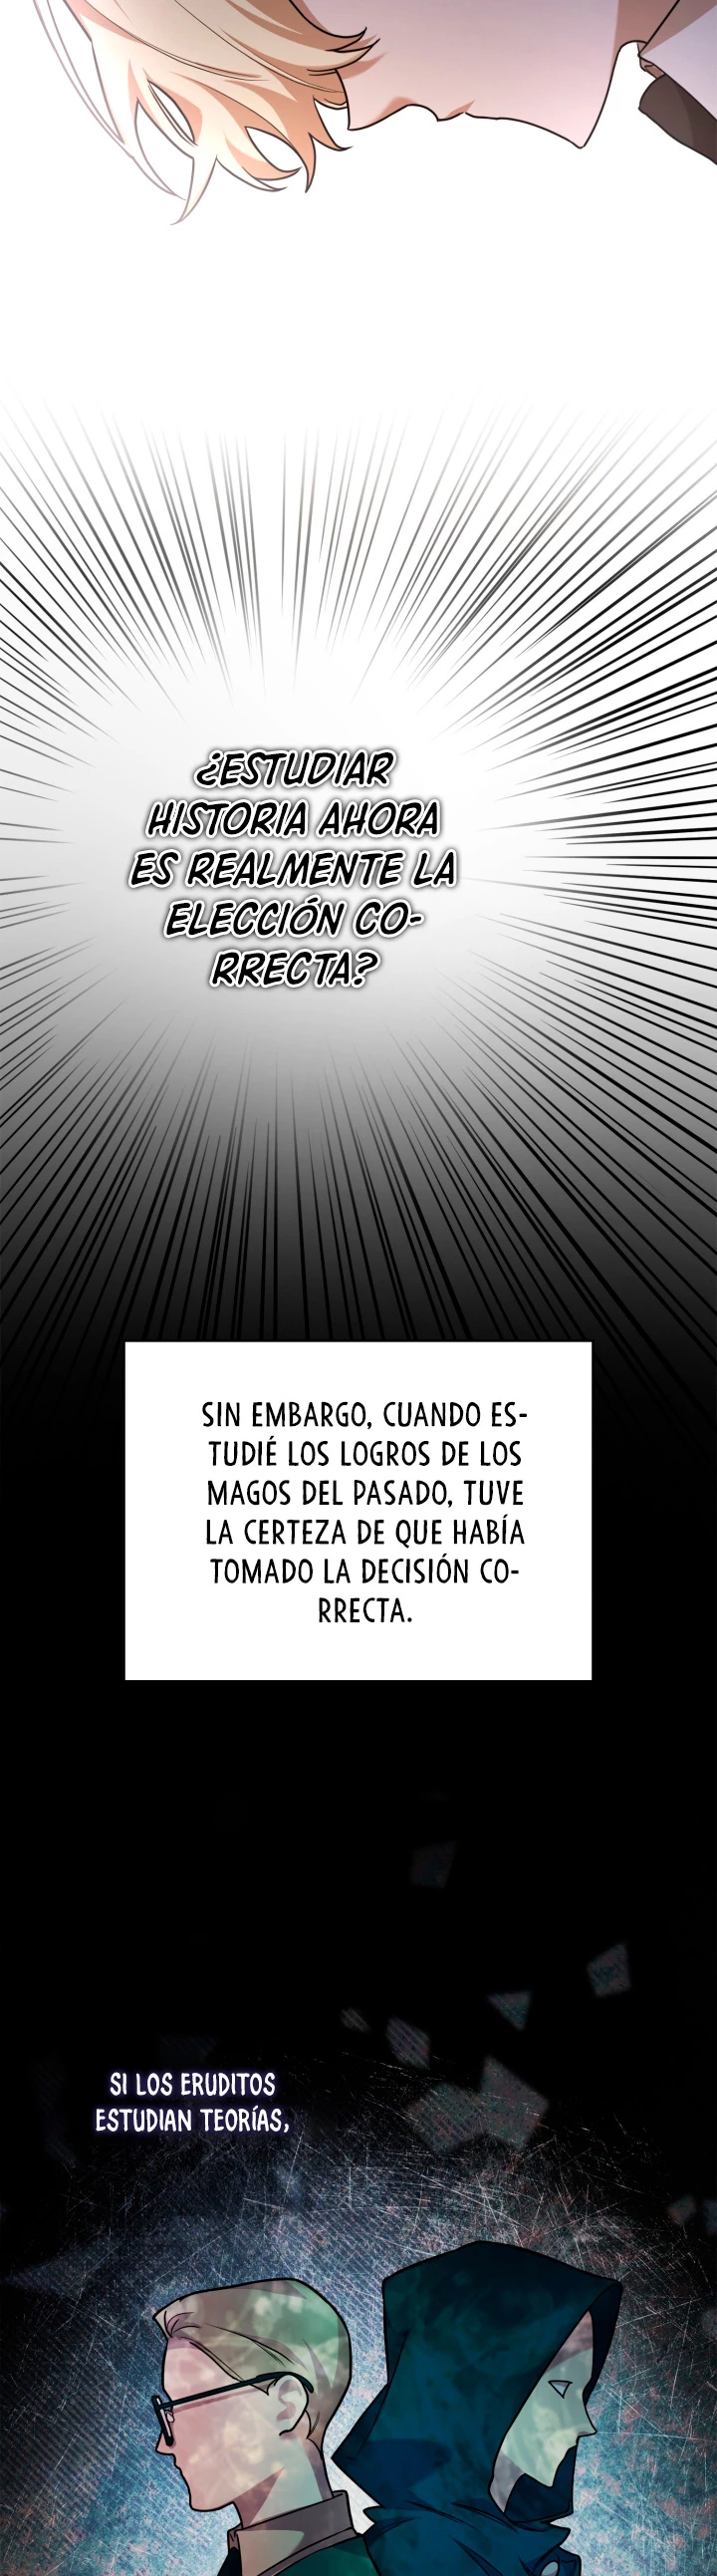 ¿ESTUDIAR
HISTORIA AHORA
ES REALMENTE LA
ELECCIÓN CO-
RRECTA?
SIN EMBARGO, CUANDO ES-
TUDIÉ LOS LOGROS DE LOS
MAGOS DEL PASADO, TUVE
LA CERTEZA DE QUE HABÍA
TOMADO LA DECISIÓN CO-
RRECTA.
SI LOS ERUDITOS
ESTUDIAN TEORÍAS,